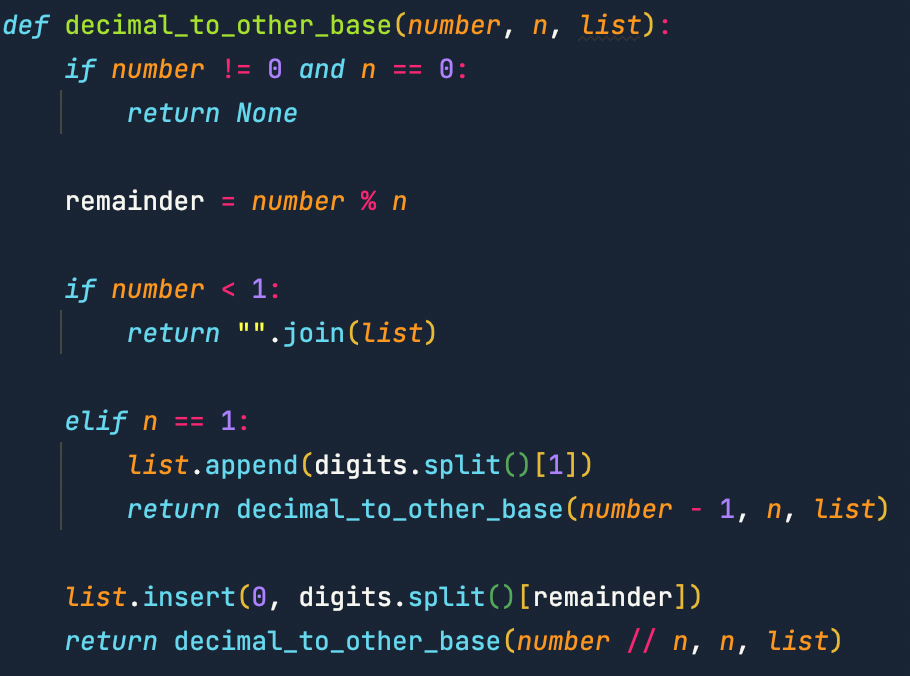 def decimal_to_other_base(number, n, list):
    if number != 0 and n == 0:
        return None

    remainder = number % n

    if number < 1:
        return "".join(list)

    elif n == 1:
        list.append(digits.split()[1])
        return decimal_to_other_base(number - 1, n, list)

    list.insert(0, digits.split()[remainder])
    return decimal_to_other_base(number // n, n, list)